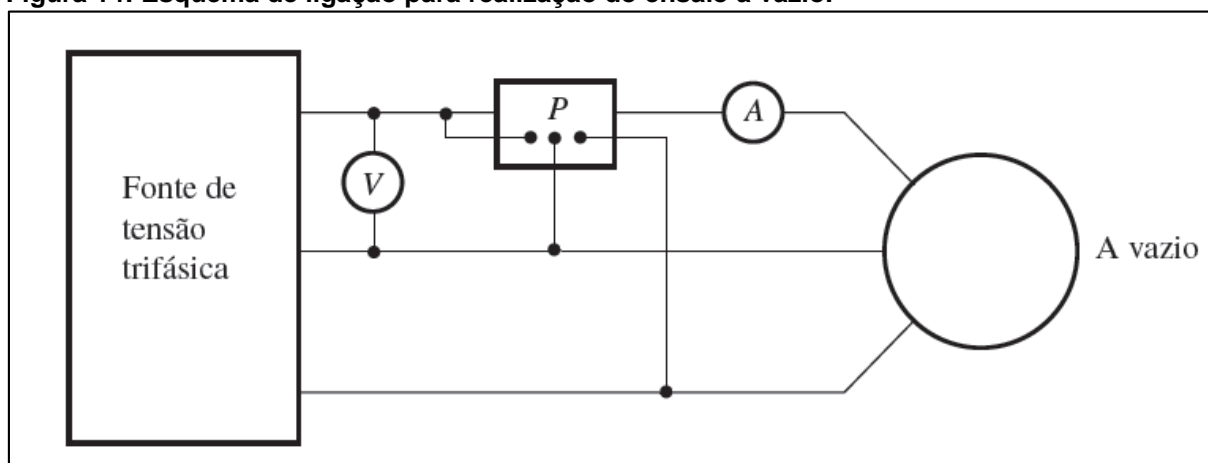 Figura 14. Esquema de ligação para realização do ensaio a vazio.
P
A
V
Fonte de
tensão
trifásica
A vazio